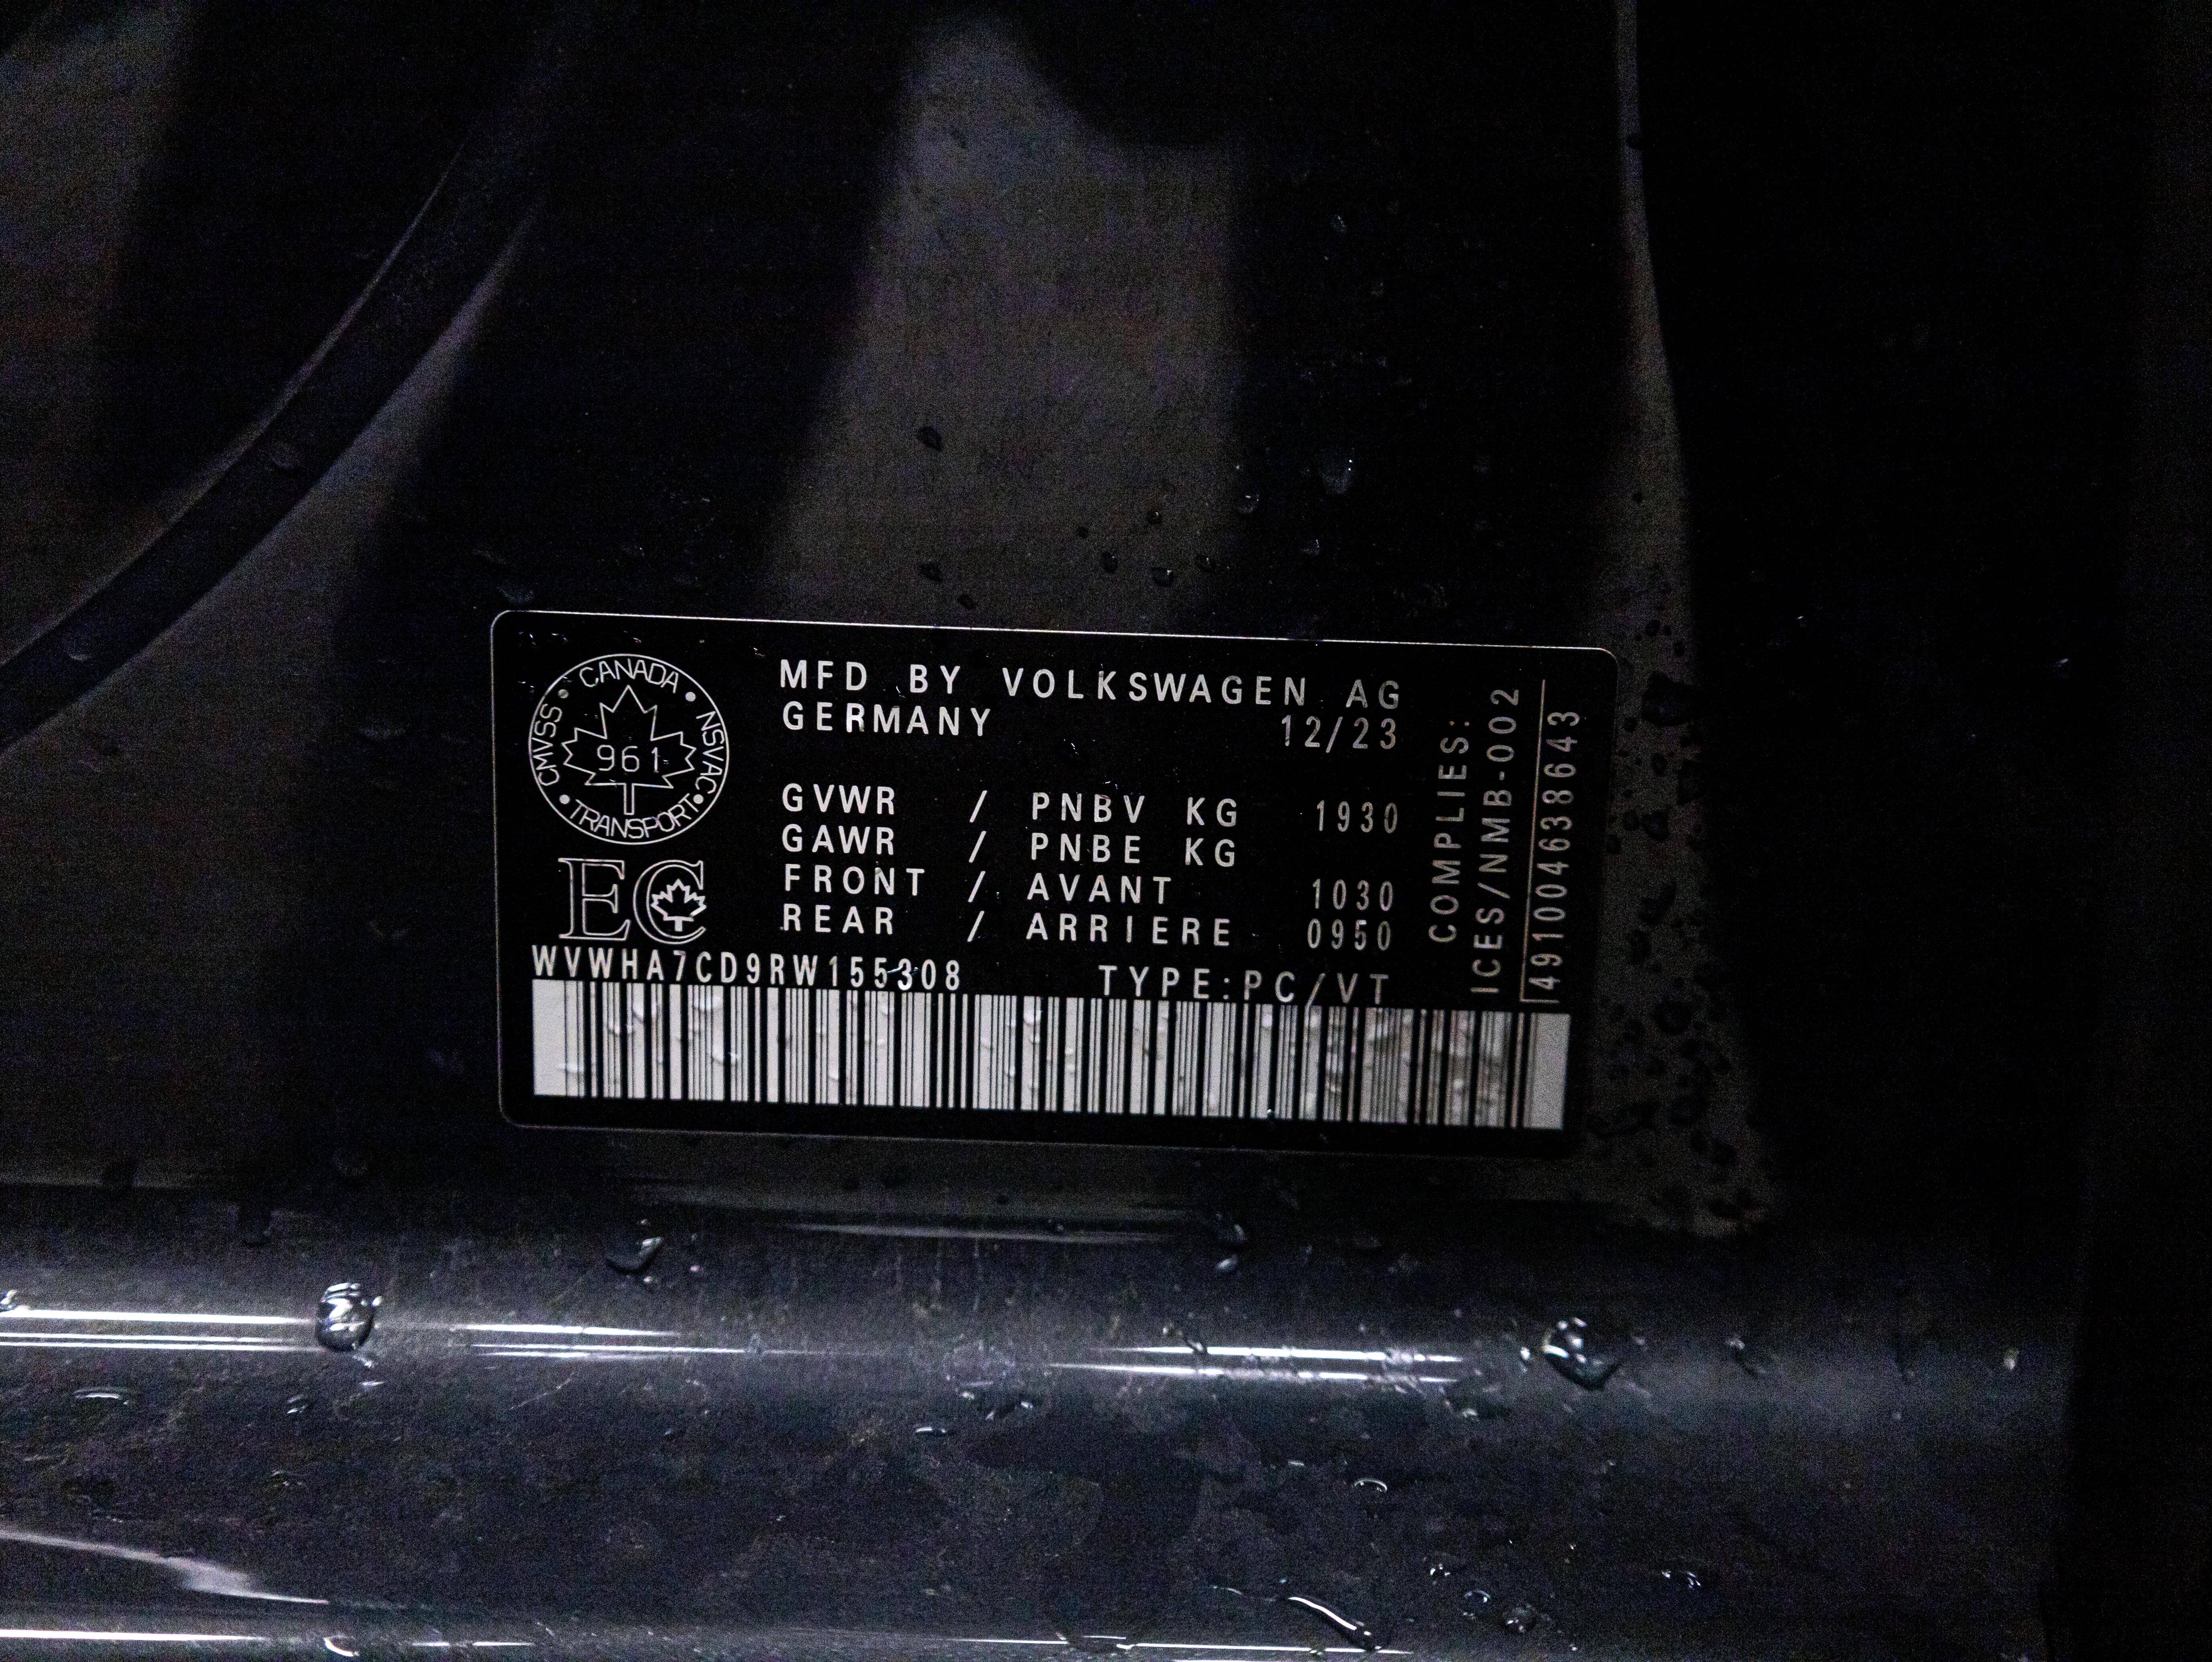 CANADA
CMVSS
NSVAC
961
TRANSPORT
EC
MFD BY VOLKSWAGEN AG
GERMANY 12/23
GVWR / PNBV KG 1930
GAWR / PNBE KG
FRONT / AVANT 1030
REAR / ARRIERE 0950
WVWHA7CD9RW155308 TYPE:PC/VT
COMPLIES:
ICES/NMB-002
491004638643